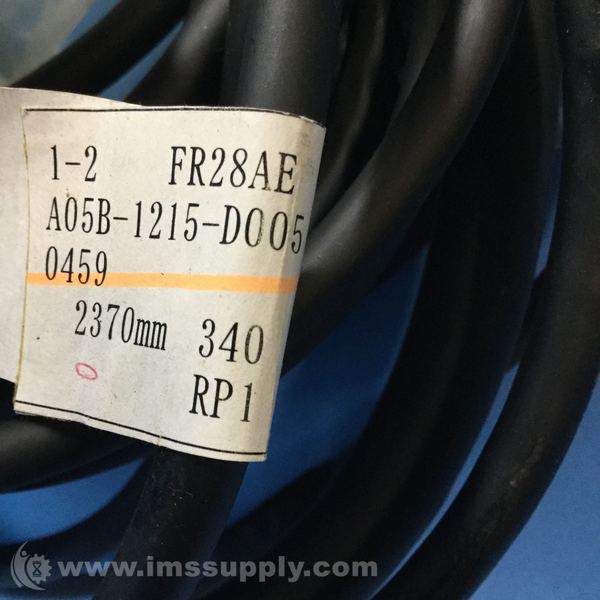 1-2 FR28AE
A05B-1215-D005
0459
2370mm 340
RP1
www.imssupply.com